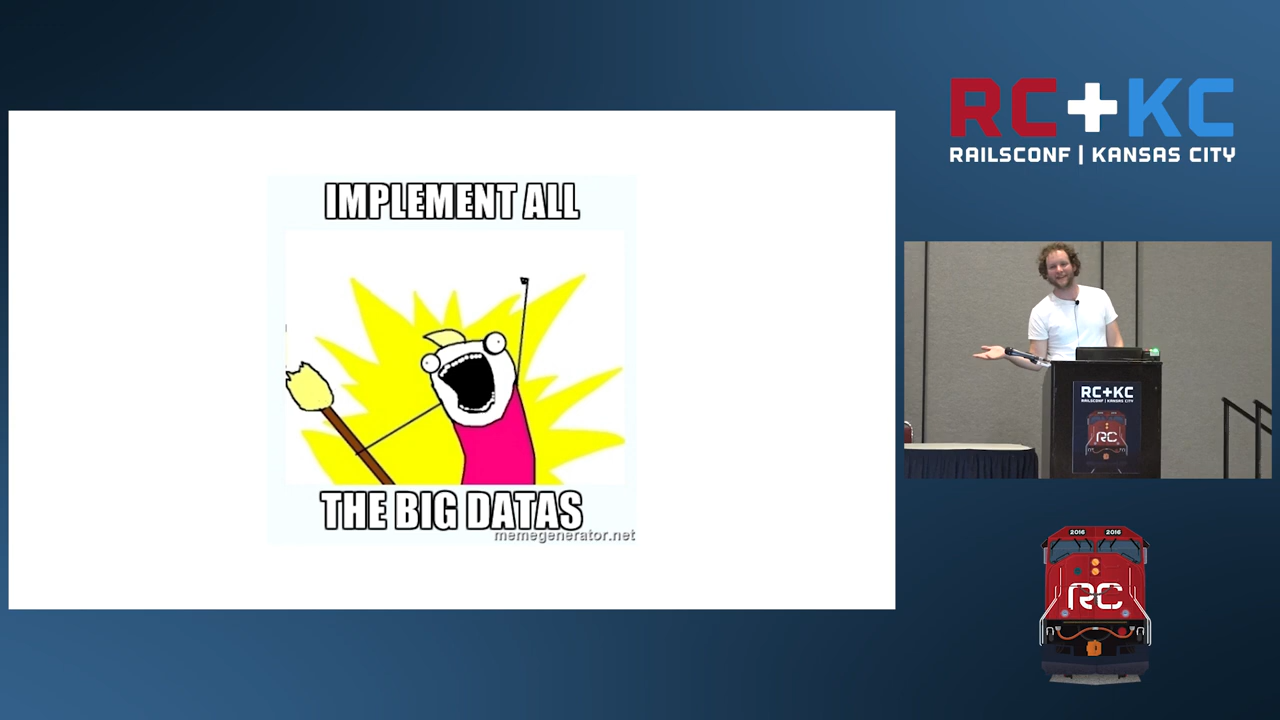 IMPLEMENT ALL
THE BIG DATAS
memegenerator.net
RC+KC
RAILSCONF | KANSAS CITY
RC+KC
RAILSCONF | KANSAS CITY
RC
2016 2016
RC